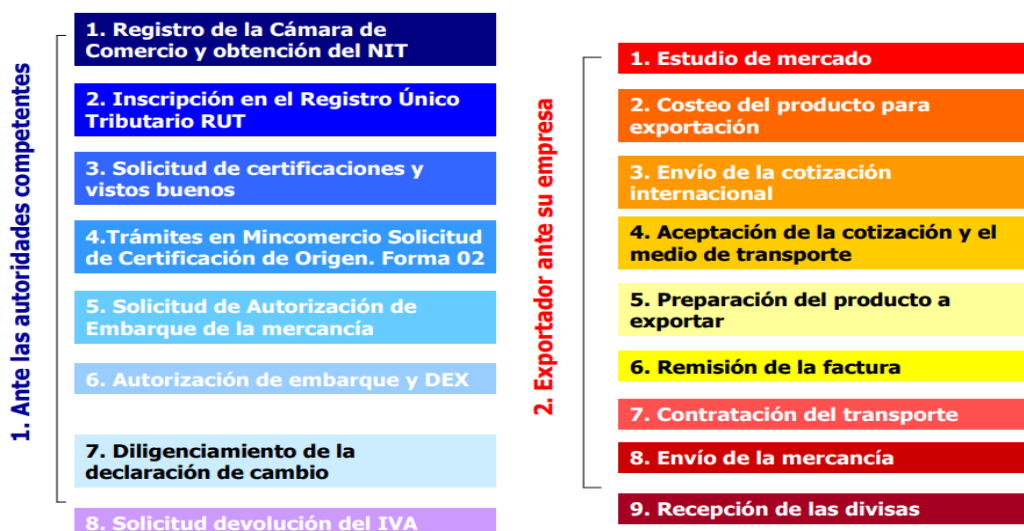 1. Ante las autoridades competentes
1. Registro de la Cámara de
Comercio y obtención del NIT
2. Inscripción en el Registro Único
Tributario RUT
3. Solicitud de certificaciones y
vistos buenos
4.Trámites en Mincomercio Solicitud
de Certificación de Origen. Forma 02
5. Solicitud de Autorización de
Embarque de la mercancía
6. Autorización de embarque y DEX
7. Diligenciamiento de la
declaración de cambio
8. Solicitud devolución del IVA
2. Exportador ante su empresa
1. Estudio de mercado
2. Costeo del producto para
exportación
3. Envío de la cotización
internacional
4. Aceptación de la cotización y el
medio de transporte
5. Preparación del producto a
exportar
6. Remisión de la factura
7. Contratación del transporte
8. Envío de la mercancía
9. Recepción de las divisas